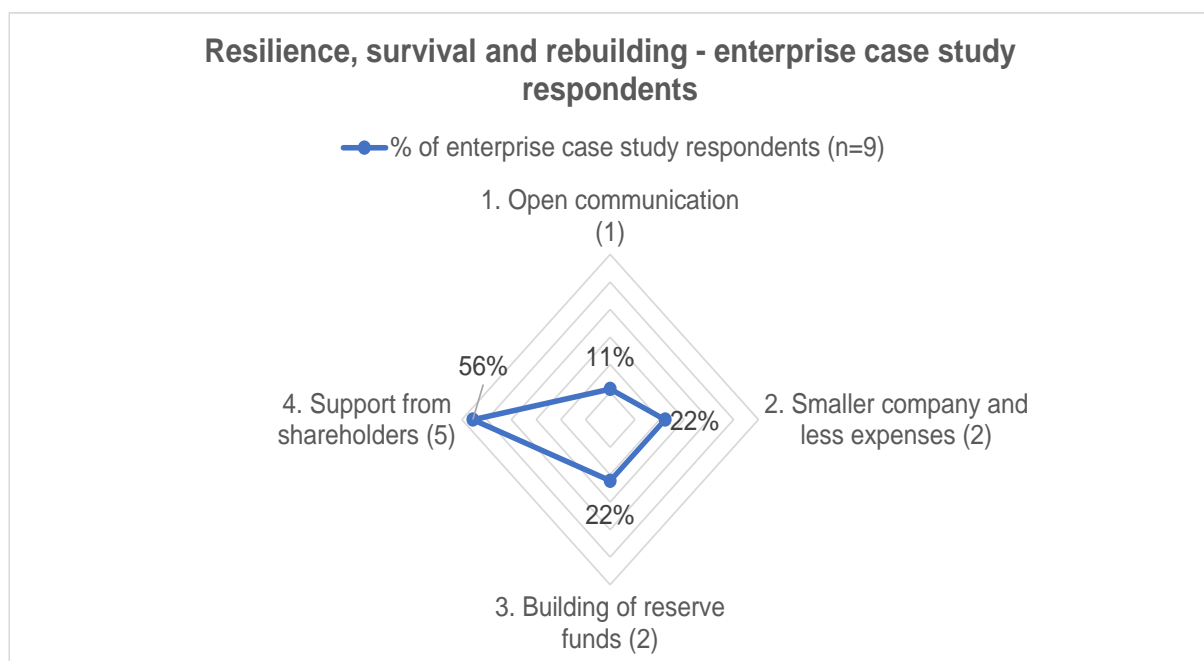 Resilience, survival and rebuilding - enterprise case study
respondents
% of enterprise case study respondents (n=9)
1. Open communication
(1)
11%
56%
4. Support from
shareholders (5)
22%
2. Smaller company and
less expenses (2)
22%
3. Building of reserve
funds (2)